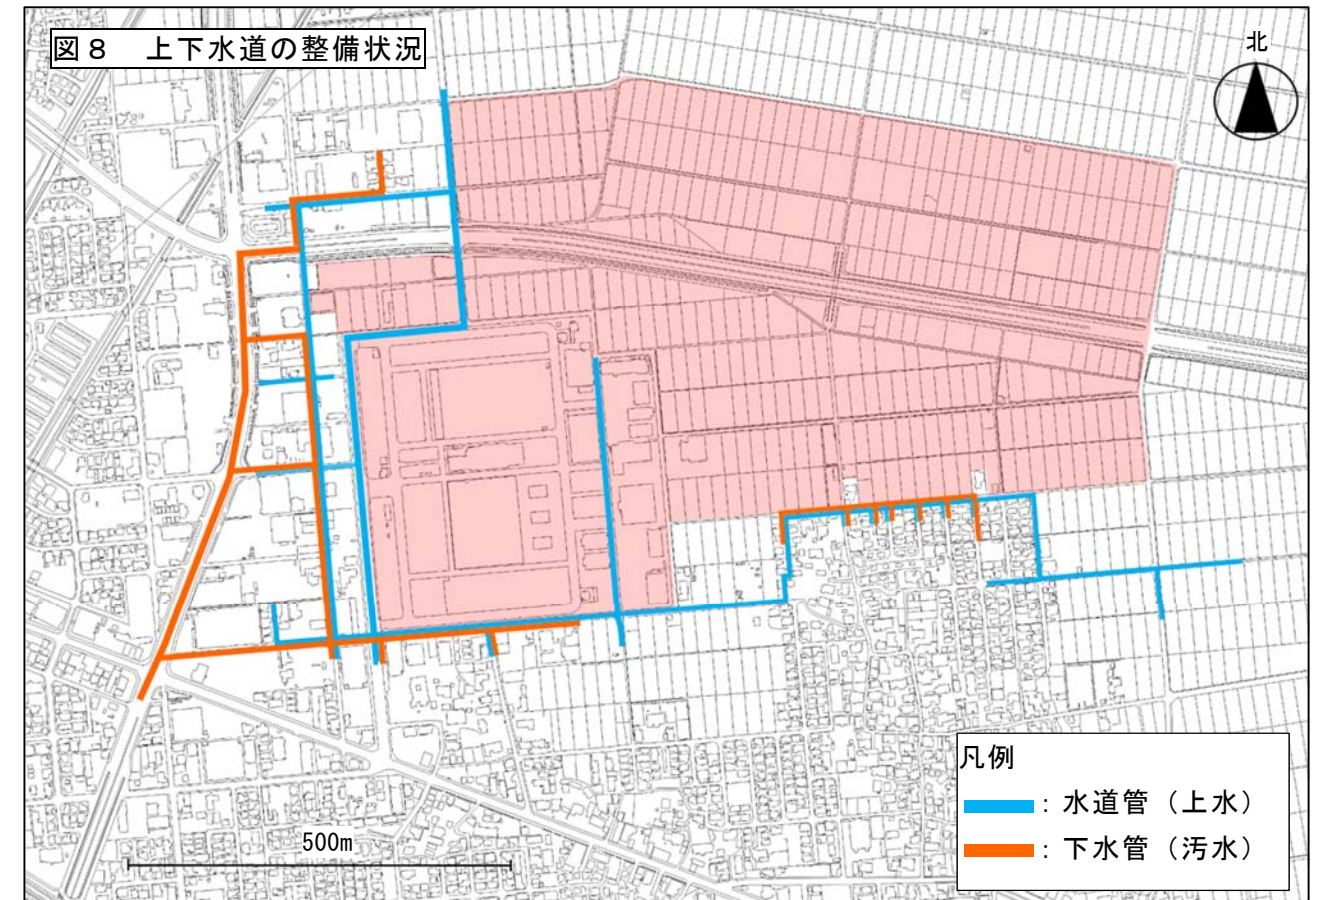 図８　上下水道の整備状況
北
500m
凡例
：水道管（上水）
：下水管（汚水）